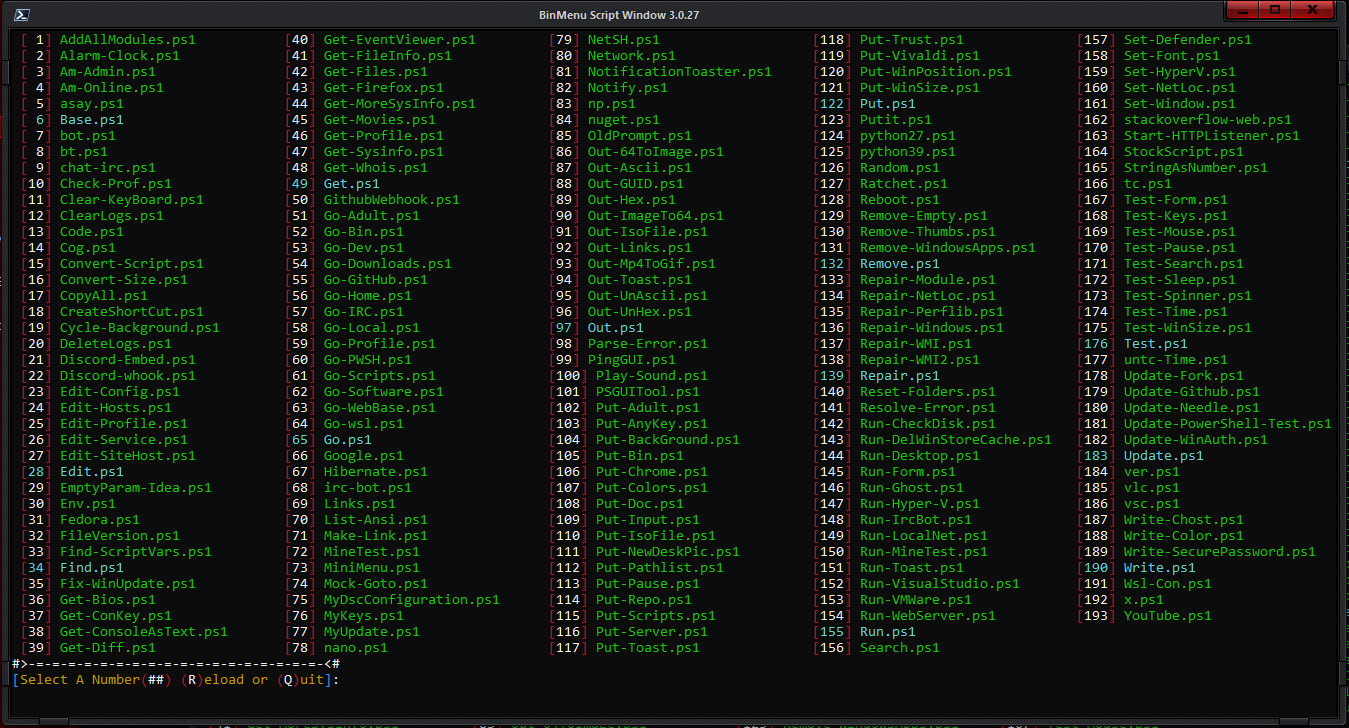 BinMenu Script Window 3.0.27
[ 1] AddAllModules.ps1 [40] Get-EventViewer.ps1 [79] NetSH.ps1 [118] Put-Trust.ps1 [157] Set-Defender.ps1
[ 2] Alarm-Clock.ps1 [41] Get-FileInfo.ps1 [80] Network.ps1 [119] Put-Vivaldi.ps1 [158] Set-Font.ps1
[ 3] Am-Admin.ps1 [42] Get-Files.ps1 [81] NotificationToaster.ps1 [120] Put-WinPosition.ps1 [159] Set-HyperV.ps1
[ 4] Am-Online.ps1 [43] Get-Firefox.ps1 [82] Notify.ps1 [121] Put-WinSize.ps1 [160] Set-NetLoc.ps1
[ 5] asay.ps1 [44] Get-MoreSysInfo.ps1 [83] np.ps1 [122] Put.ps1 [161] Set-Window.ps1
[ 6] Base.ps1 [45] Get-Movies.ps1 [84] nuget.ps1 [123] Putit.ps1 [162] stackoverflow-web.ps1
[ 7] bot.ps1 [46] Get-Profile.ps1 [85] OldPrompt.ps1 [124] python27.ps1 [163] Start-HTTPListener.ps1
[ 8] bt.ps1 [47] Get-Sysinfo.ps1 [86] Out-64ToImage.ps1 [125] python39.ps1 [164] StockScript.ps1
[ 9] chat-irc.ps1 [48] Get-Whois.ps1 [87] Out-Ascii.ps1 [126] Random.ps1 [165] StringAsNumber.ps1
[10] Check-Prof.ps1 [49] Get.ps1 [88] Out-GUID.ps1 [127] Ratchet.ps1 [166] tc.ps1
[11] Clear-KeyBoard.ps1 [50] GithubWebhook.ps1 [89] Out-Hex.ps1 [128] Reboot.ps1 [167] Test-Form.ps1
[12] ClearLogs.ps1 [51] Go-Adult.ps1 [90] Out-ImageTo64.ps1 [129] Remove-Empty.ps1 [168] Test-Keys.ps1
[13] Code.ps1 [52] Go-Bin.ps1 [91] Out-IsoFile.ps1 [130] Remove-Thumbs.ps1 [169] Test-Mouse.ps1
[14] Cog.ps1 [53] Go-Dev.ps1 [92] Out-Links.ps1 [131] Remove-WindowsApps.ps1 [170] Test-Pause.ps1
[15] Convert-Script.ps1 [54] Go-Downloads.ps1 [93] Out-Mp4ToGif.ps1 [132] Remove.ps1 [171] Test-Search.ps1
[16] Convert-Size.ps1 [55] Go-GitHub.ps1 [94] Out-Toast.ps1 [133] Repair-Module.ps1 [172] Test-Sleep.ps1
[17] CopyAll.ps1 [56] Go-Home.ps1 [95] Out-UnAscii.ps1 [134] Repair-NetLoc.ps1 [173] Test-Spinner.ps1
[18] CreateShortCut.ps1 [57] Go-IRC.ps1 [96] Out-UnHex.ps1 [135] Repair-Perflib.ps1 [174] Test-Time.ps1
[19] Cycle-Background.ps1 [58] Go-Local.ps1 [97] Out.ps1 [136] Repair-Windows.ps1 [175] Test-WinSize.ps1
[20] DeleteLogs.ps1 [59] Go-Profile.ps1 [98] Parse-Error.ps1 [137] Repair-WMI.ps1 [176] Test.ps1
[21] Discord-Embed.ps1 [60] Go-PWSH.ps1 [99] PingGUI.ps1 [138] Repair-WMI2.ps1 [177] untc-Time.ps1
[22] Discord-whook.ps1 [61] Go-Scripts.ps1 [100] Play-Sound.ps1 [139] Repair.ps1 [178] Update-Fork.ps1
[23] Edit-Config.ps1 [62] Go-Software.ps1 [101] PSGUITool.ps1 [140] Reset-Folders.ps1 [179] Update-Github.ps1
[24] Edit-Hosts.ps1 [63] Go-WebBase.ps1 [102] Put-Adult.ps1 [141] Resolve-Error.ps1 [180] Update-Needle.ps1
[25] Edit-Profile.ps1 [64] Go-wsl.ps1 [103] Put-AnyKey.ps1 [142] Run-CheckDisk.ps1 [181] Update-PowerShell-Test.ps1
[26] Edit-Service.ps1 [65] Go.ps1 [104] Put-BackGround.ps1 [143] Run-DelWinStoreCache.ps1 [182] Update-WinAuth.ps1
[27] Edit-SiteHost.ps1 [66] Google.ps1 [105] Put-Bin.ps1 [144] Run-Desktop.ps1 [183] Update.ps1
[28] Edit.ps1 [67] Hibernate.ps1 [106] Put-Chrome.ps1 [145] Run-Form.ps1 [184] ver.ps1
[29] EmptyParam-Idea.ps1 [68] irc-bot.ps1 [107] Put-Colors.ps1 [146] Run-Ghost.ps1 [185] vlc.ps1
[30] Env.ps1 [69] Links.ps1 [108] Put-Doc.ps1 [147] Run-Hyper-V.ps1 [186] vsc.ps1
[31] Fedora.ps1 [70] List-Ansi.ps1 [109] Put-Input.ps1 [148] Run-IrcBot.ps1 [187] Write-Chost.ps1
[32] FileVersion.ps1 [71] Make-Link.ps1 [110] Put-IsoFile.ps1 [149] Run-LocalNet.ps1 [188] Write-Color.ps1
[33] Find-ScriptVars.ps1 [72] MineTest.ps1 [111] Put-NewDeskPic.ps1 [150] Run-MineTest.ps1 [189] Write-SecurePassword.ps1
[34] Find.ps1 [73] MiniMenu.ps1 [112] Put-Pathlist.ps1 [151] Run-Toast.ps1 [190] Write.ps1
[35] Fix-WinUpdate.ps1 [74] Mock-Goto.ps1 [113] Put-Pause.ps1 [152] Run-VisualStudio.ps1 [191] Wsl-Con.ps1
[36] Get-Bios.ps1 [75] MyDscConfiguration.ps1 [114] Put-Repo.ps1 [153] Run-VMWare.ps1 [192] x.ps1
[37] Get-ConKey.ps1 [76] MyKeys.ps1 [115] Put-Scripts.ps1 [154] Run-WebServer.ps1 [193] YouTube.ps1
[38] Get-ConsoleAsText.ps1 [77] MyUpdate.ps1 [116] Put-Server.ps1 [155] Run.ps1
[39] Get-Diff.ps1 [78] nano.ps1 [117] Put-Toast.ps1 [156] Search.ps1
#>-=-=-=-=-=-=-=-=-=-=-=-=-=-=-=-=-=-=-<#
[Select A Number(##) (R)eload or (Q)uit]: